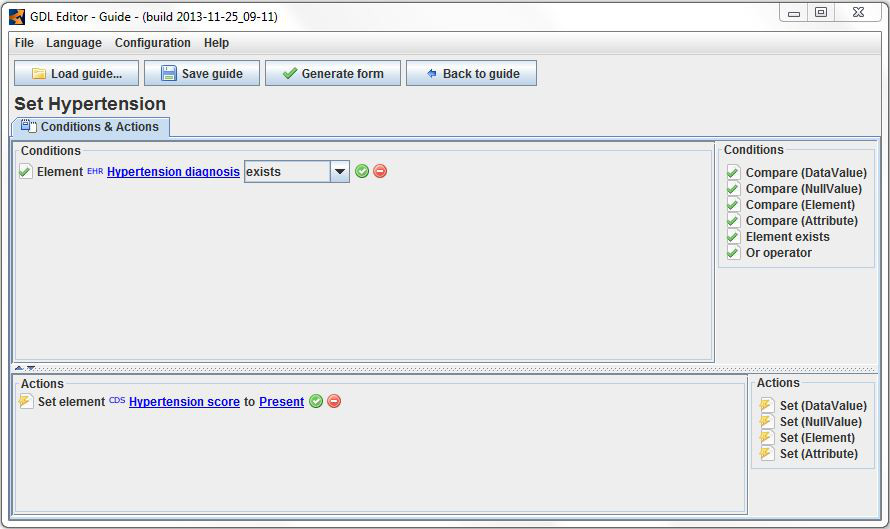 GDL Editor - Guide - (build 2013-11-25_09-11)
File Language Configuration Help
Load guide... Save guide Generate form Back to guide
Set Hypertension
Conditions & Actions
Conditions
Element EHR Hypertension diagnosis exists
Conditions
Compare (DataValue)
Compare (NullValue)
Compare (Element)
Compare (Attribute)
Element exists
Or operator
Actions
Set element CDS Hypertension score to Present
Actions
Set (DataValue)
Set (NullValue)
Set (Element)
Set (Attribute)